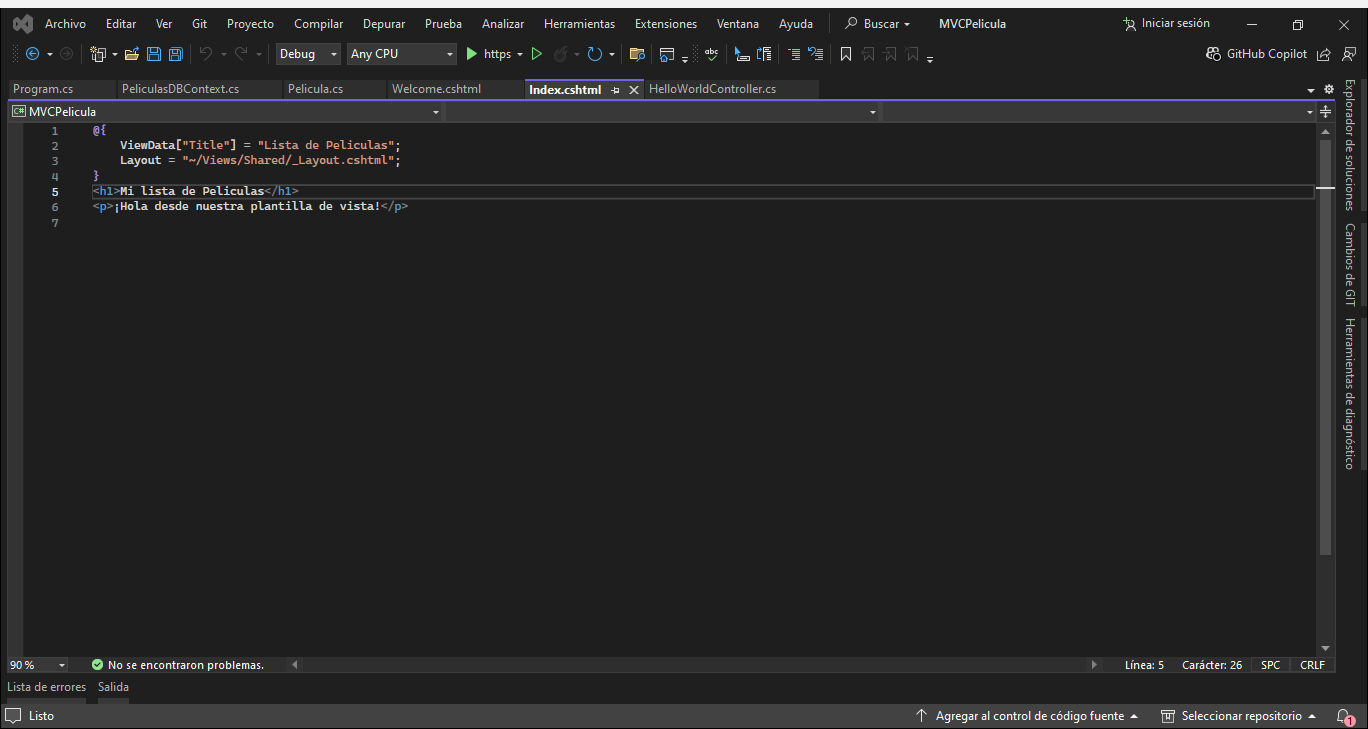 Archivo Editar Ver Git Proyecto Compilar Depurar Prueba Analizar Herramientas Extensiones Ventana Ayuda Buscar MVCPelicula Iniciar sesión
Debug Any CPU https abc GitHub Copilot
Program.cs PeliculasDBContext.cs Pelicula.cs Welcome.cshtml Index.cshtml HelloWorldController.cs
C# MVCPelicula
1 @{
2 ViewData["Title"] = "Lista de Peliculas";
3 Layout = "~/Views/Shared/_Layout.cshtml";
4 }
5 <h1>Mi lista de Peliculas</h1>
6 <p>¡Hola desde nuestra plantilla de vista!</p>
7
Explorador de soluciones
Cambios de GIT
Herramientas de diagnóstico
90 % No se encontraron problemas. Línea: 5 Carácter: 26 SPC CRLF
Lista de errores Salida
Listo Agregar al control de código fuente Seleccionar repositorio 1